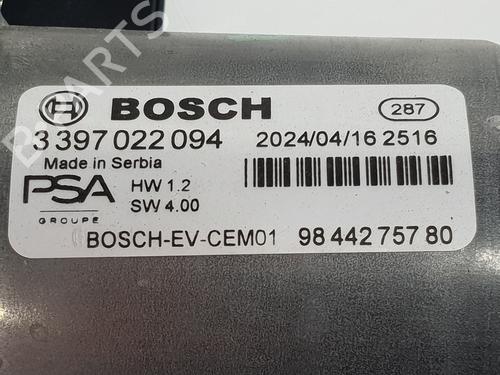 BOSCH 287
3 397 022 094 2024/04/16 2516
Made in Serbia
PSA HW 1.2
GROUPE SW 4.00
BOSCH-EV-CEM01 98 442 757 80